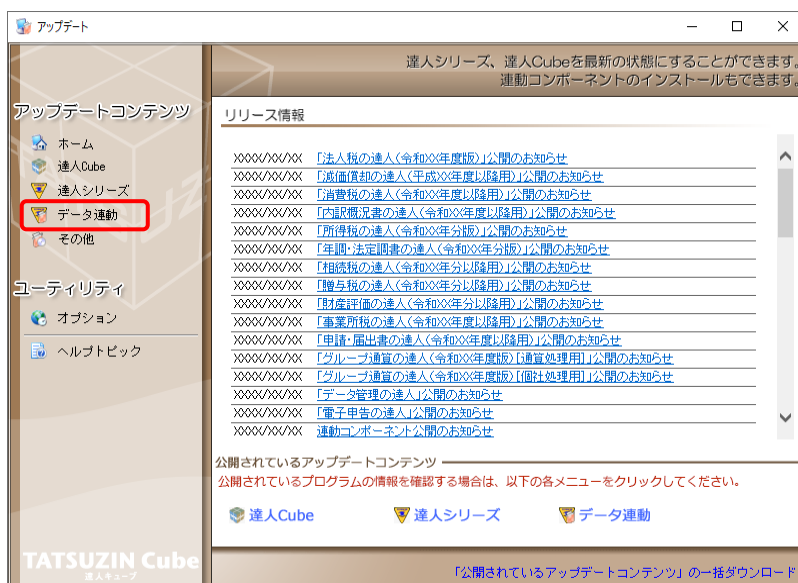 アップデート
達人シリーズ、達人Cubeを最新の状態にすることができます。
連動コンポーネントのインストールもできます。
アップデートコンテンツ
ホーム
達人Cube
達人シリーズ
データ連動
その他
ユーティリティ
オプション
ヘルプトピック
リリース情報
XXXX/XX/XX 「法人税の達人(令和XX年度版)」公開のお知らせ
XXXX/XX/XX 「減価償却の達人(平成XX年度以降用)」公開のお知らせ
XXXX/XX/XX 「消費税の達人(令和XX年度以降用)」公開のお知らせ
XXXX/XX/XX 「内訳概況書の達人(令和XX年度以降用)」公開のお知らせ
XXXX/XX/XX 「所得税の達人(令和XX年分版)」公開のお知らせ
XXXX/XX/XX 「年調・法定調書の達人(令和XX年分版)」公開のお知らせ
XXXX/XX/XX 「相続税の達人(令和XX年分以降用)」公開のお知らせ
XXXX/XX/XX 「贈与税の達人(令和XX年分以降用)」公開のお知らせ
XXXX/XX/XX 「財産評価の達人(令和XX年分以降用)」公開のお知らせ
XXXX/XX/XX 「事業所税の達人(令和XX年度以降用)」公開のお知らせ
XXXX/XX/XX 「申請・届出書の達人(令和XX年度以降用)」公開のお知らせ
XXXX/XX/XX 「グループ通算の達人(令和XX年度版)[通算処理用]」公開のお知らせ
XXXX/XX/XX 「グループ通算の達人(令和XX年度版)[個社処理用]」公開のお知らせ
XXXX/XX/XX 「データ管理の達人」公開のお知らせ
XXXX/XX/XX 「電子申告の達人」公開のお知らせ
XXXX/XX/XX 連動コンポーネント公開のお知らせ
公開されているアップデートコンテンツ
公開されているプログラムの情報を確認する場合は、以下の各メニューをクリックしてください。
達人Cube 達人シリーズ データ連動
TATSUZIN Cube
達人キューブ
「公開されているアップデートコンテンツ」の一括ダウンロード